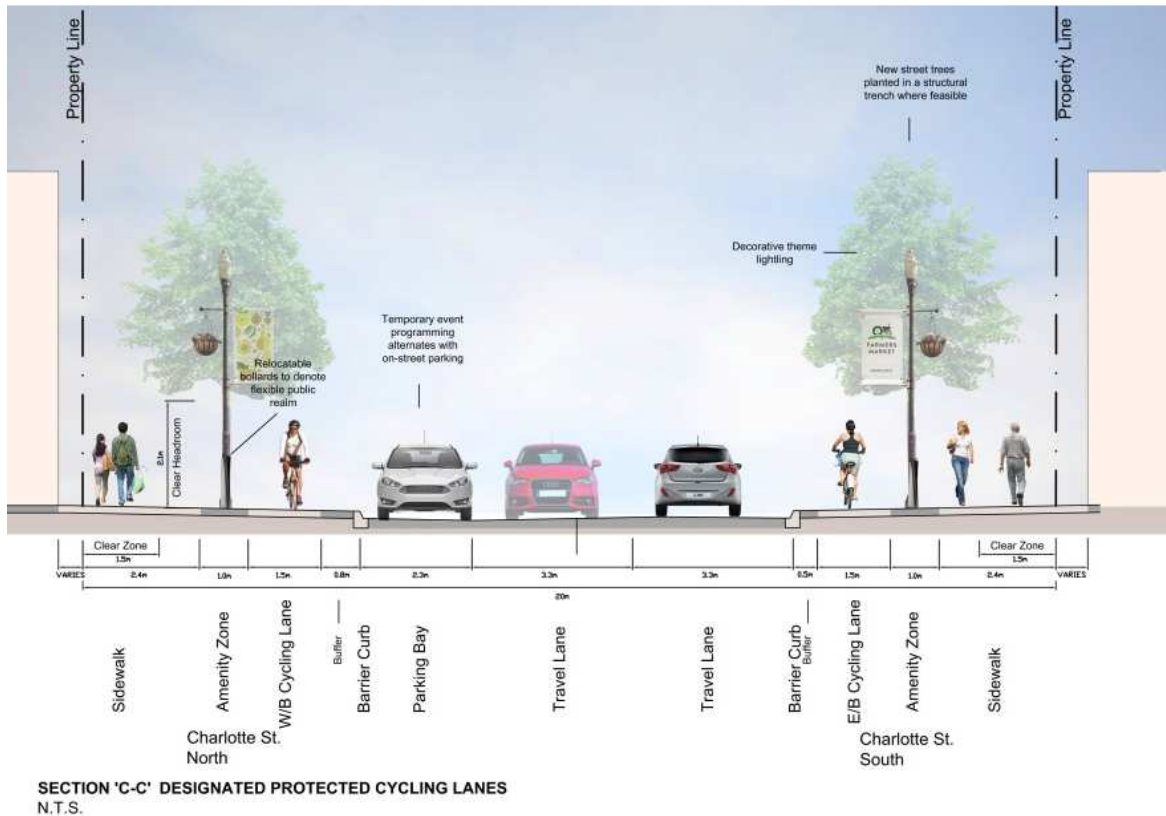 Property Line
Property Line
New street trees
planted in a structural
trench where feasible
Decorative theme
lightling
Temporary event
programming
alternates with
on-street parking
Relocatable
bollards to denote
flexible public
realm
FARMERS
MARKET
2.1m
Clear Headroom
Clear Zone
1.5m
Clear Zone
1.5m
VARIES
2.4m
1.0m
1.5m
0.8m
2.3m
3.3m
3.3m
0.5m
1.5m
1.0m
2.4m
VARIES
20m
Sidewalk
Amenity Zone
W/B Cycling Lane
Buffer
Barrier Curb
Parking Bay
Travel Lane
Travel Lane
Barrier Curb
Buffer
E/B Cycling Lane
Amenity Zone
Sidewalk
Charlotte St.
North
Charlotte St.
South
SECTION 'C-C' DESIGNATED PROTECTED CYCLING LANES
N.T.S.